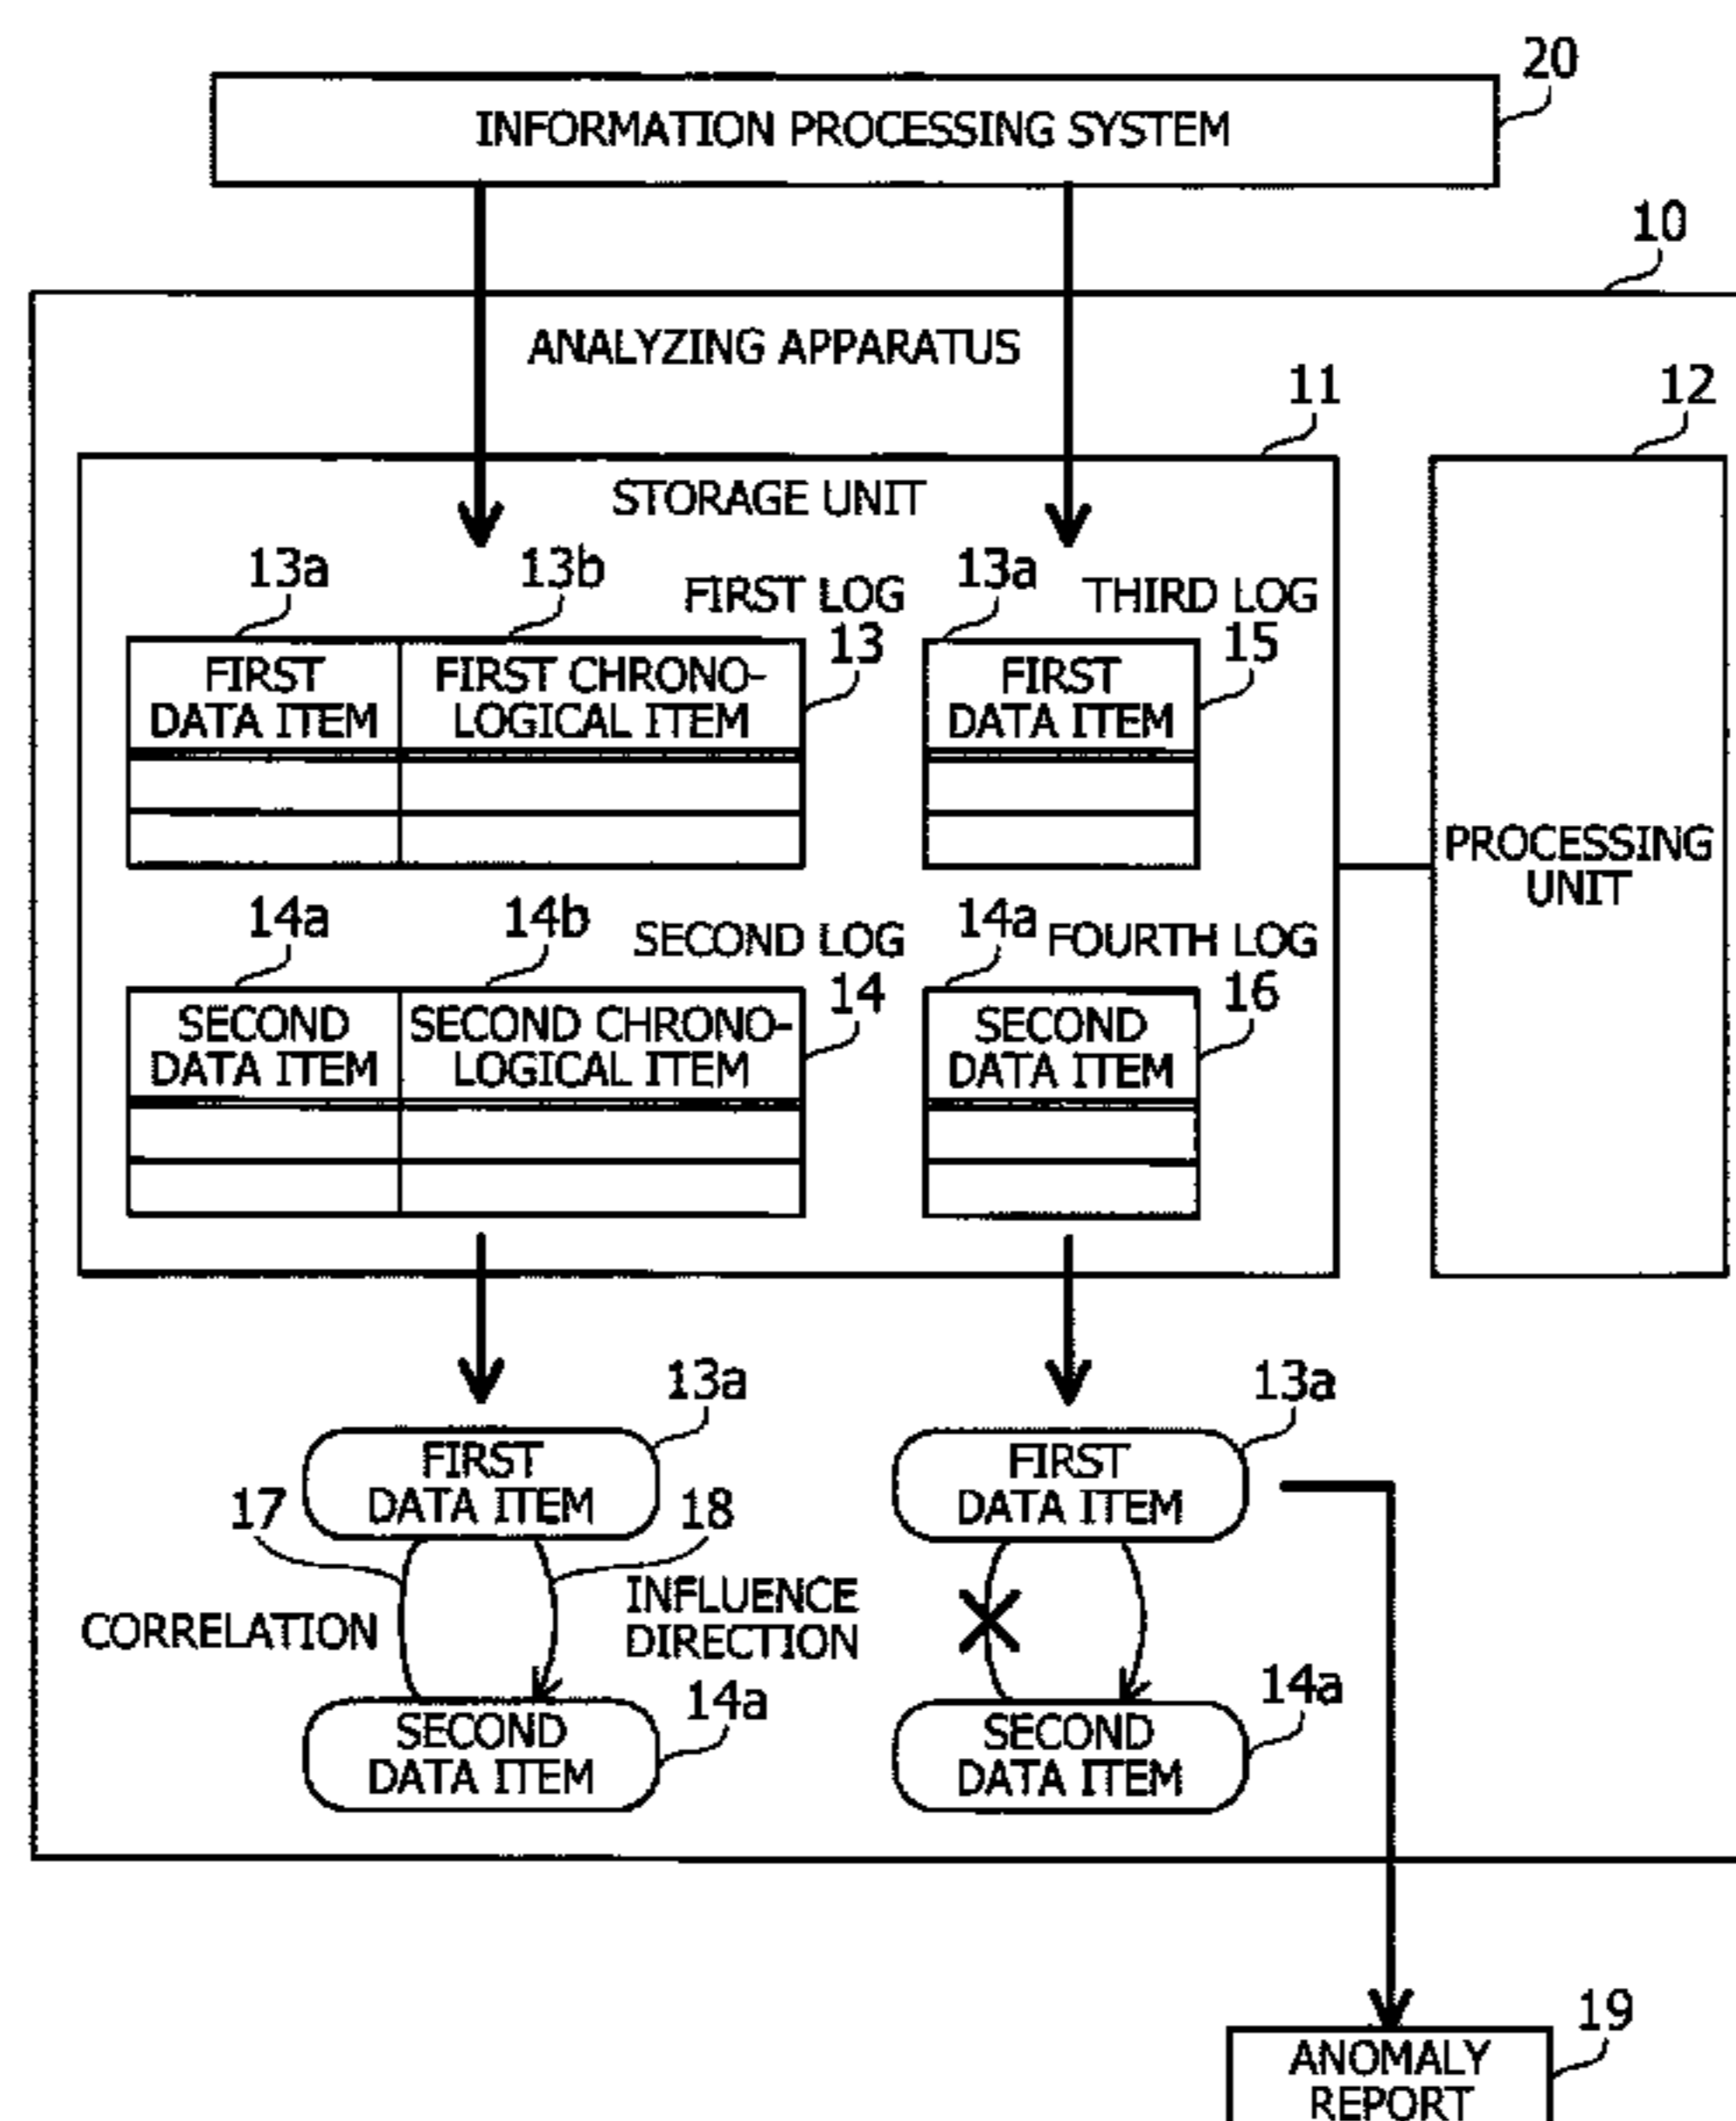 20
INFORMATION PROCESSING SYSTEM
10
ANALYZING APPARATUS
11
12
STORAGE UNIT
13a
13b
FIRST LOG
13a
THIRD LOG
13
15
FIRST
DATA ITEM
FIRST CHRONO-
LOGICAL ITEM
FIRST
DATA ITEM
PROCESSING
UNIT
14a
14b
SECOND LOG
14a
FOURTH LOG
14
16
SECOND
DATA ITEM
SECOND CHRONO-
LOGICAL ITEM
SECOND
DATA ITEM
13a
13a
FIRST
DATA ITEM
FIRST
DATA ITEM
17
18
CORRELATION
INFLUENCE
DIRECTION
14a
14a
SECOND
DATA ITEM
SECOND
DATA ITEM
19
ANOMALY
REPORT